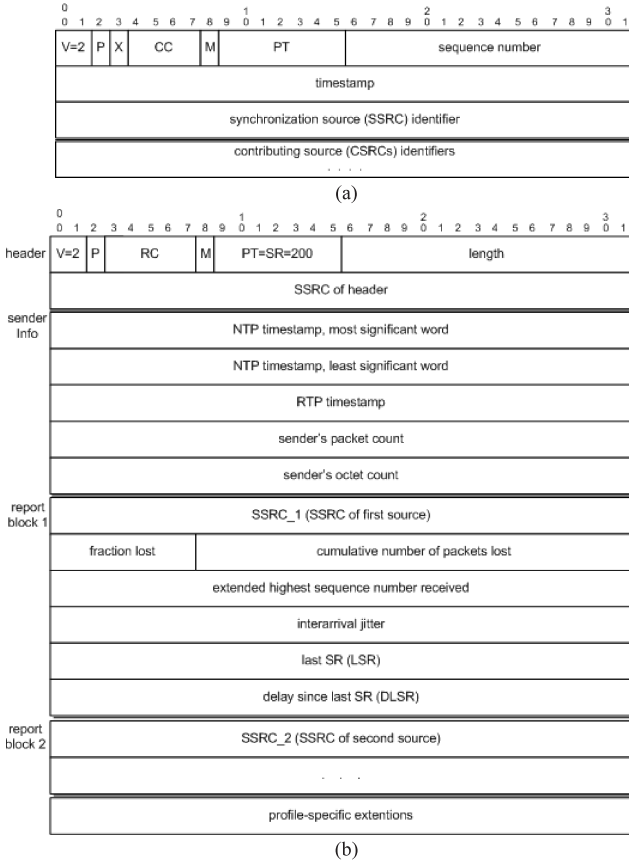 0 1 2 3
0 1 2 3 4 5 6 7 8 9 0 1 2 3 4 5 6 7 8 9 0 1 2 3 4 5 6 7 8 9 0 1
V=2 P X CC M PT sequence number
timestamp
synchronization source (SSRC) identifier
contributing source (CSRCs) identifiers
. . . .
(a)
0 1 2 3
0 1 2 3 4 5 6 7 8 9 0 1 2 3 4 5 6 7 8 9 0 1 2 3 4 5 6 7 8 9 0 1
header V=2 P RC M PT=SR=200 length
SSRC of header
sender
Info
NTP timestamp, most significant word
NTP timestamp, least significant word
RTP timestamp
sender's packet count
sender's octet count
report
block 1
SSRC_1 (SSRC of first source)
fraction lost cumulative number of packets lost
extended highest sequence number received
interarrival jitter
last SR (LSR)
delay since last SR (DLSR)
report
block 2
SSRC_2 (SSRC of second source)
. . .
profile-specific extentions
(b)